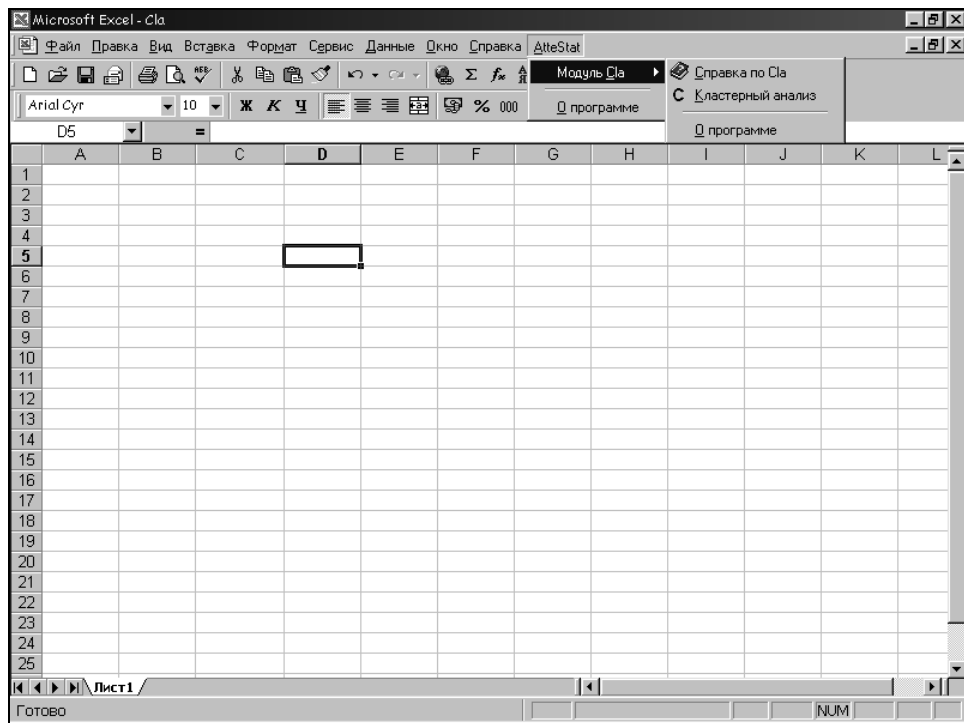 Microsoft Excel - Cla
Файл Правка Вид Вставка Формат Сервис Данные Окно Справка AtteStat
Модуль Cla
Справка по Cla
С Кластерный анализ
О программе
О программе
Arial Cyr 10 Ж К Ч % 000
D5 =
A B C D E F G H I J K L
1
2
3
4
5
6
7
8
9
10
11
12
13
14
15
16
17
18
19
20
21
22
23
24
25
Лист1
Готово NUM